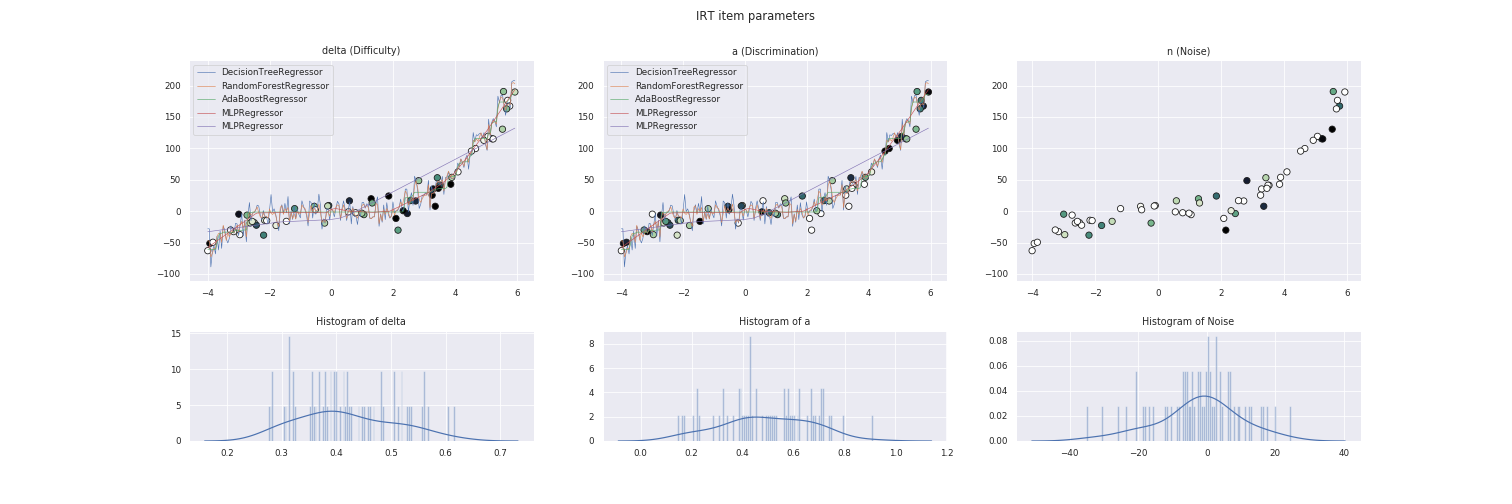 IRT item parameters
delta (Difficulty)
DecisionTreeRegressor
RandomForestRegressor
AdaBoostRegressor
MLPRegressor
MLPRegressor
200
150
100
50
0
−50
−100
−4 −2 0 2 4 6
a (Discrimination)
DecisionTreeRegressor
RandomForestRegressor
AdaBoostRegressor
MLPRegressor
MLPRegressor
200
150
100
50
0
−50
−100
−4 −2 0 2 4 6
n (Noise)
200
150
100
50
0
−50
−100
−4 −2 0 2 4 6
Histogram of delta
15
10
5
0
0.2 0.3 0.4 0.5 0.6 0.7
Histogram of a
8
6
4
2
0
0.0 0.2 0.4 0.6 0.8 1.0 1.2
Histogram of Noise
0.08
0.06
0.04
0.02
0.00
−40 −20 0 20 40